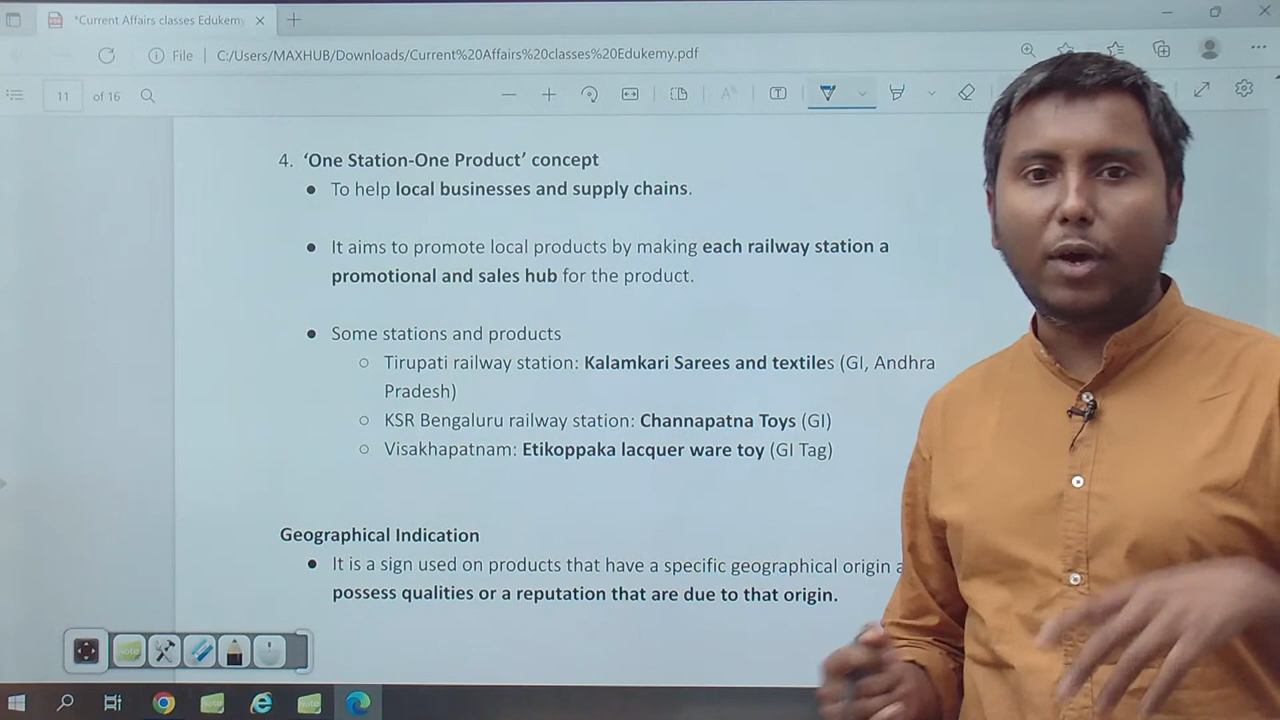 *Current Affairs classes Edukemy
File C:/Users/MAXHUB/Downloads/Current%20Affairs%20classes%20Edukemy.pdf
11 of 16
4. ‘One Station-One Product’ concept
● To help local businesses and supply chains.
● It aims to promote local products by making each railway station a
promotional and sales hub for the product.
● Some stations and products
○ Tirupati railway station: Kalamkari Sarees and textiles (GI, Andhra
Pradesh)
○ KSR Bengaluru railway station: Channapatna Toys (GI)
○ Visakhapatnam: Etikoppaka lacquer ware toy (GI Tag)
Geographical Indication
● It is a sign used on products that have a specific geographical origin
possess qualities or a reputation that are due to that origin.
note